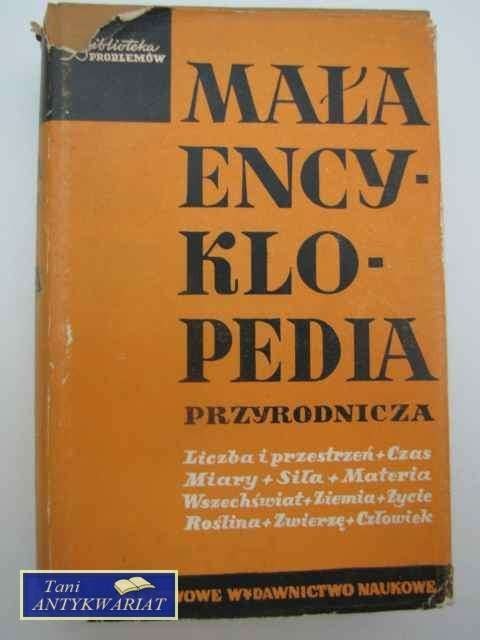 Biblioteka
PROBLEMÓW
MAŁA
ENCY-
KLO-
PEDIA
PRZYRODNICZA
Liczba i przestrzeń + Czas
Miary + Siła + Materia
Wszechświat + Ziemia + Życie
Roślina + Zwierzę + Człowiek
WYDAWNICTWO NAUKOWE
Tani
ANTYKWARIAT